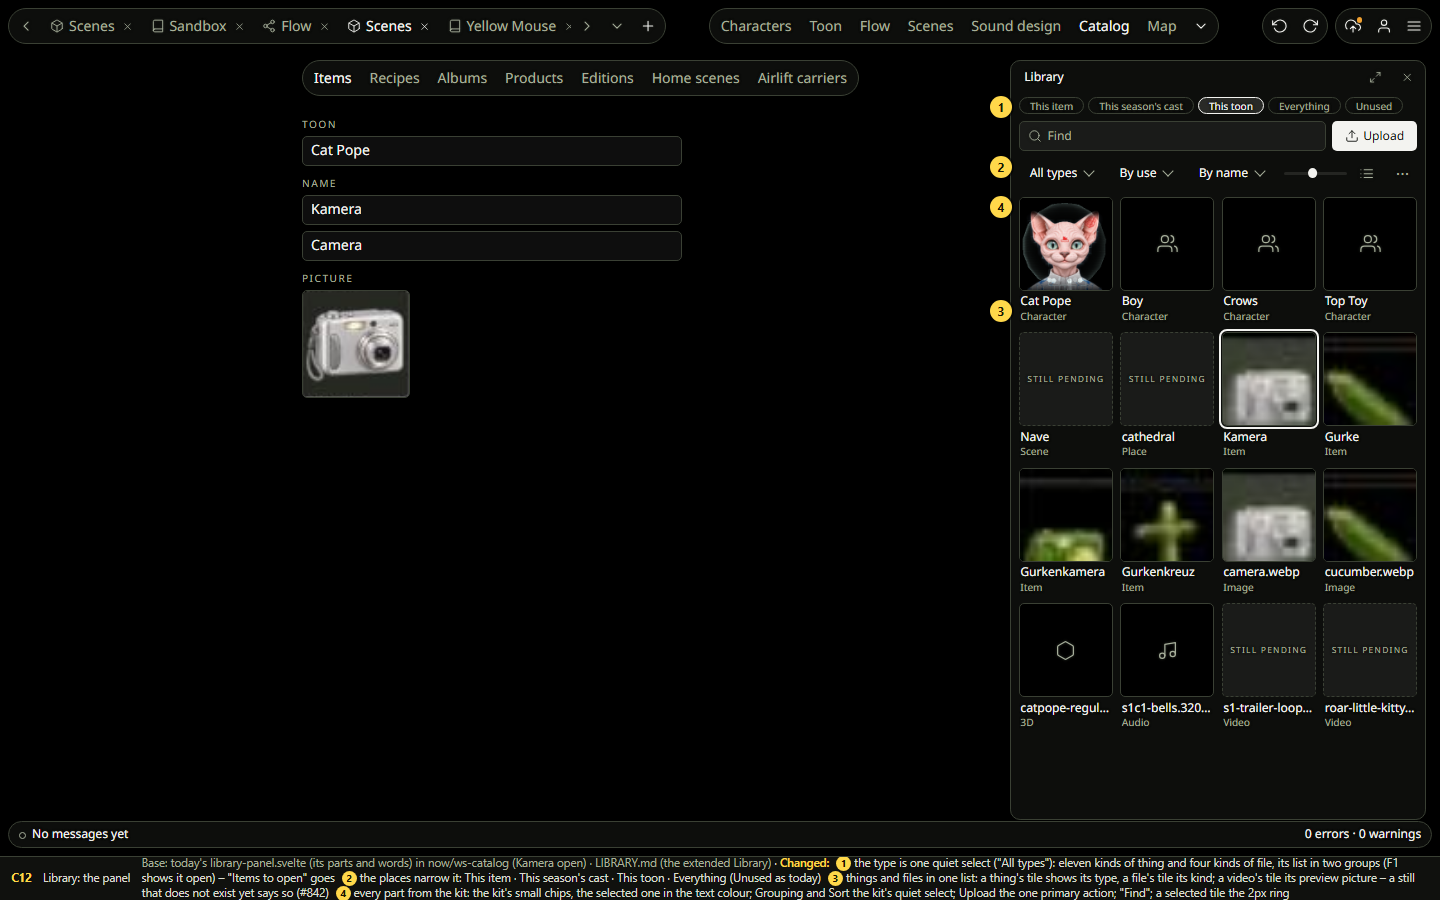 Scenes × Sandbox × Flow × Scenes × Yellow Mouse ×
Characters Toon Flow Scenes Sound design Catalog Map
Items Recipes Albums Products Editions Home scenes Airlift carriers
TOON
Cat Pope
NAME
Kamera
Camera
PICTURE
Library
1 This item This season's cast This toon Everything Unused
Find Upload
2 All types By use By name
4
Cat Pope Boy Crows Top Toy
3 Character Character Character Character
STILL PENDING STILL PENDING
Nave cathedral Kamera Gurke
Scene Place Item Item
Gurkenkamera Gurkenkreuz camera.webp cucumber.webp
Item Item Image Image
STILL PENDING STILL PENDING
catpope-regul... s1c1-bells.320... s1-trailer-loop... roar-little-kitty...
3D Audio Video Video
No messages yet 0 errors · 0 warnings
C12 Library: the panel
Base: today's library-panel.svelte (its parts and words) in now/ws-catalog (Kamera open) · LIBRARY.md (the extended Library) · Changed: 1 the type is one quiet select ("All types"): eleven kinds of thing and four kinds of file, its list in two groups (F1
shows it open) – "Items to open" goes 2 the places narrow it: This item · This season's cast · This toon · Everything (Unused as today) 3 things and files in one list: a thing's tile shows its type, a file's tile its kind; a video's tile its preview picture – a still
that does not exist yet says so (#842) 4 every part from the kit: the kit's small chips, the selected one in the text colour; Grouping and Sort the kit's quiet select; Upload the one primary action; "Find"; a selected tile the 2px ring